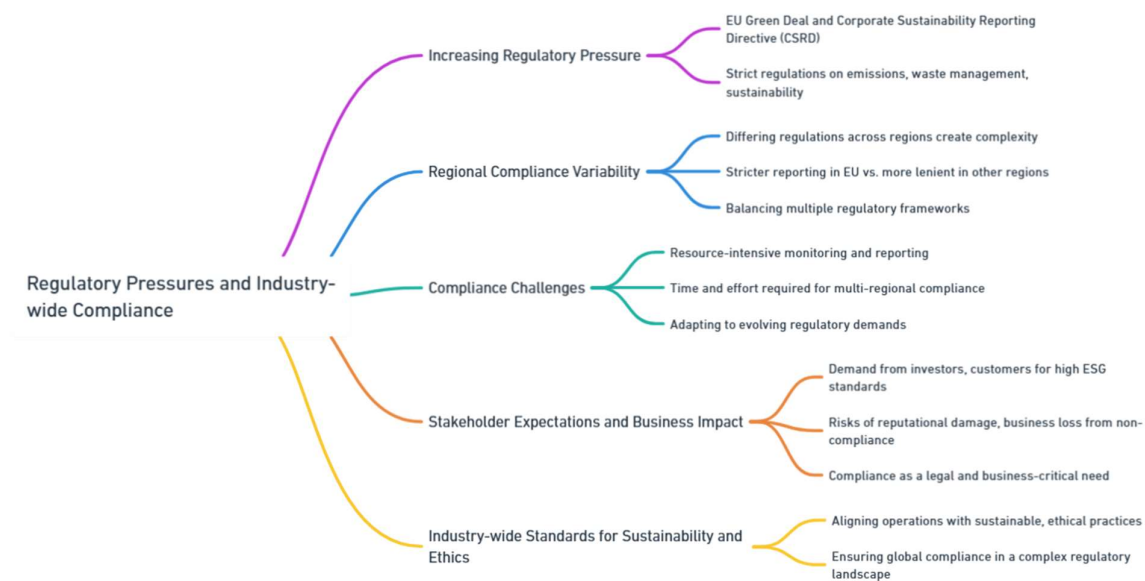 Regulatory Pressures and Industry-
wide Compliance
Increasing Regulatory Pressure
EU Green Deal and Corporate Sustainability Reporting
Directive (CSRD)
Strict regulations on emissions, waste management,
sustainability
Regional Compliance Variability
Differing regulations across regions create complexity
Stricter reporting in EU vs. more lenient in other regions
Balancing multiple regulatory frameworks
Compliance Challenges
Resource-intensive monitoring and reporting
Time and effort required for multi-regional compliance
Adapting to evolving regulatory demands
Stakeholder Expectations and Business Impact
Demand from investors, customers for high ESG
standards
Risks of reputational damage, business loss from non-
compliance
Compliance as a legal and business-critical need
Industry-wide Standards for Sustainability and
Ethics
Aligning operations with sustainable, ethical practices
Ensuring global compliance in a complex regulatory
landscape